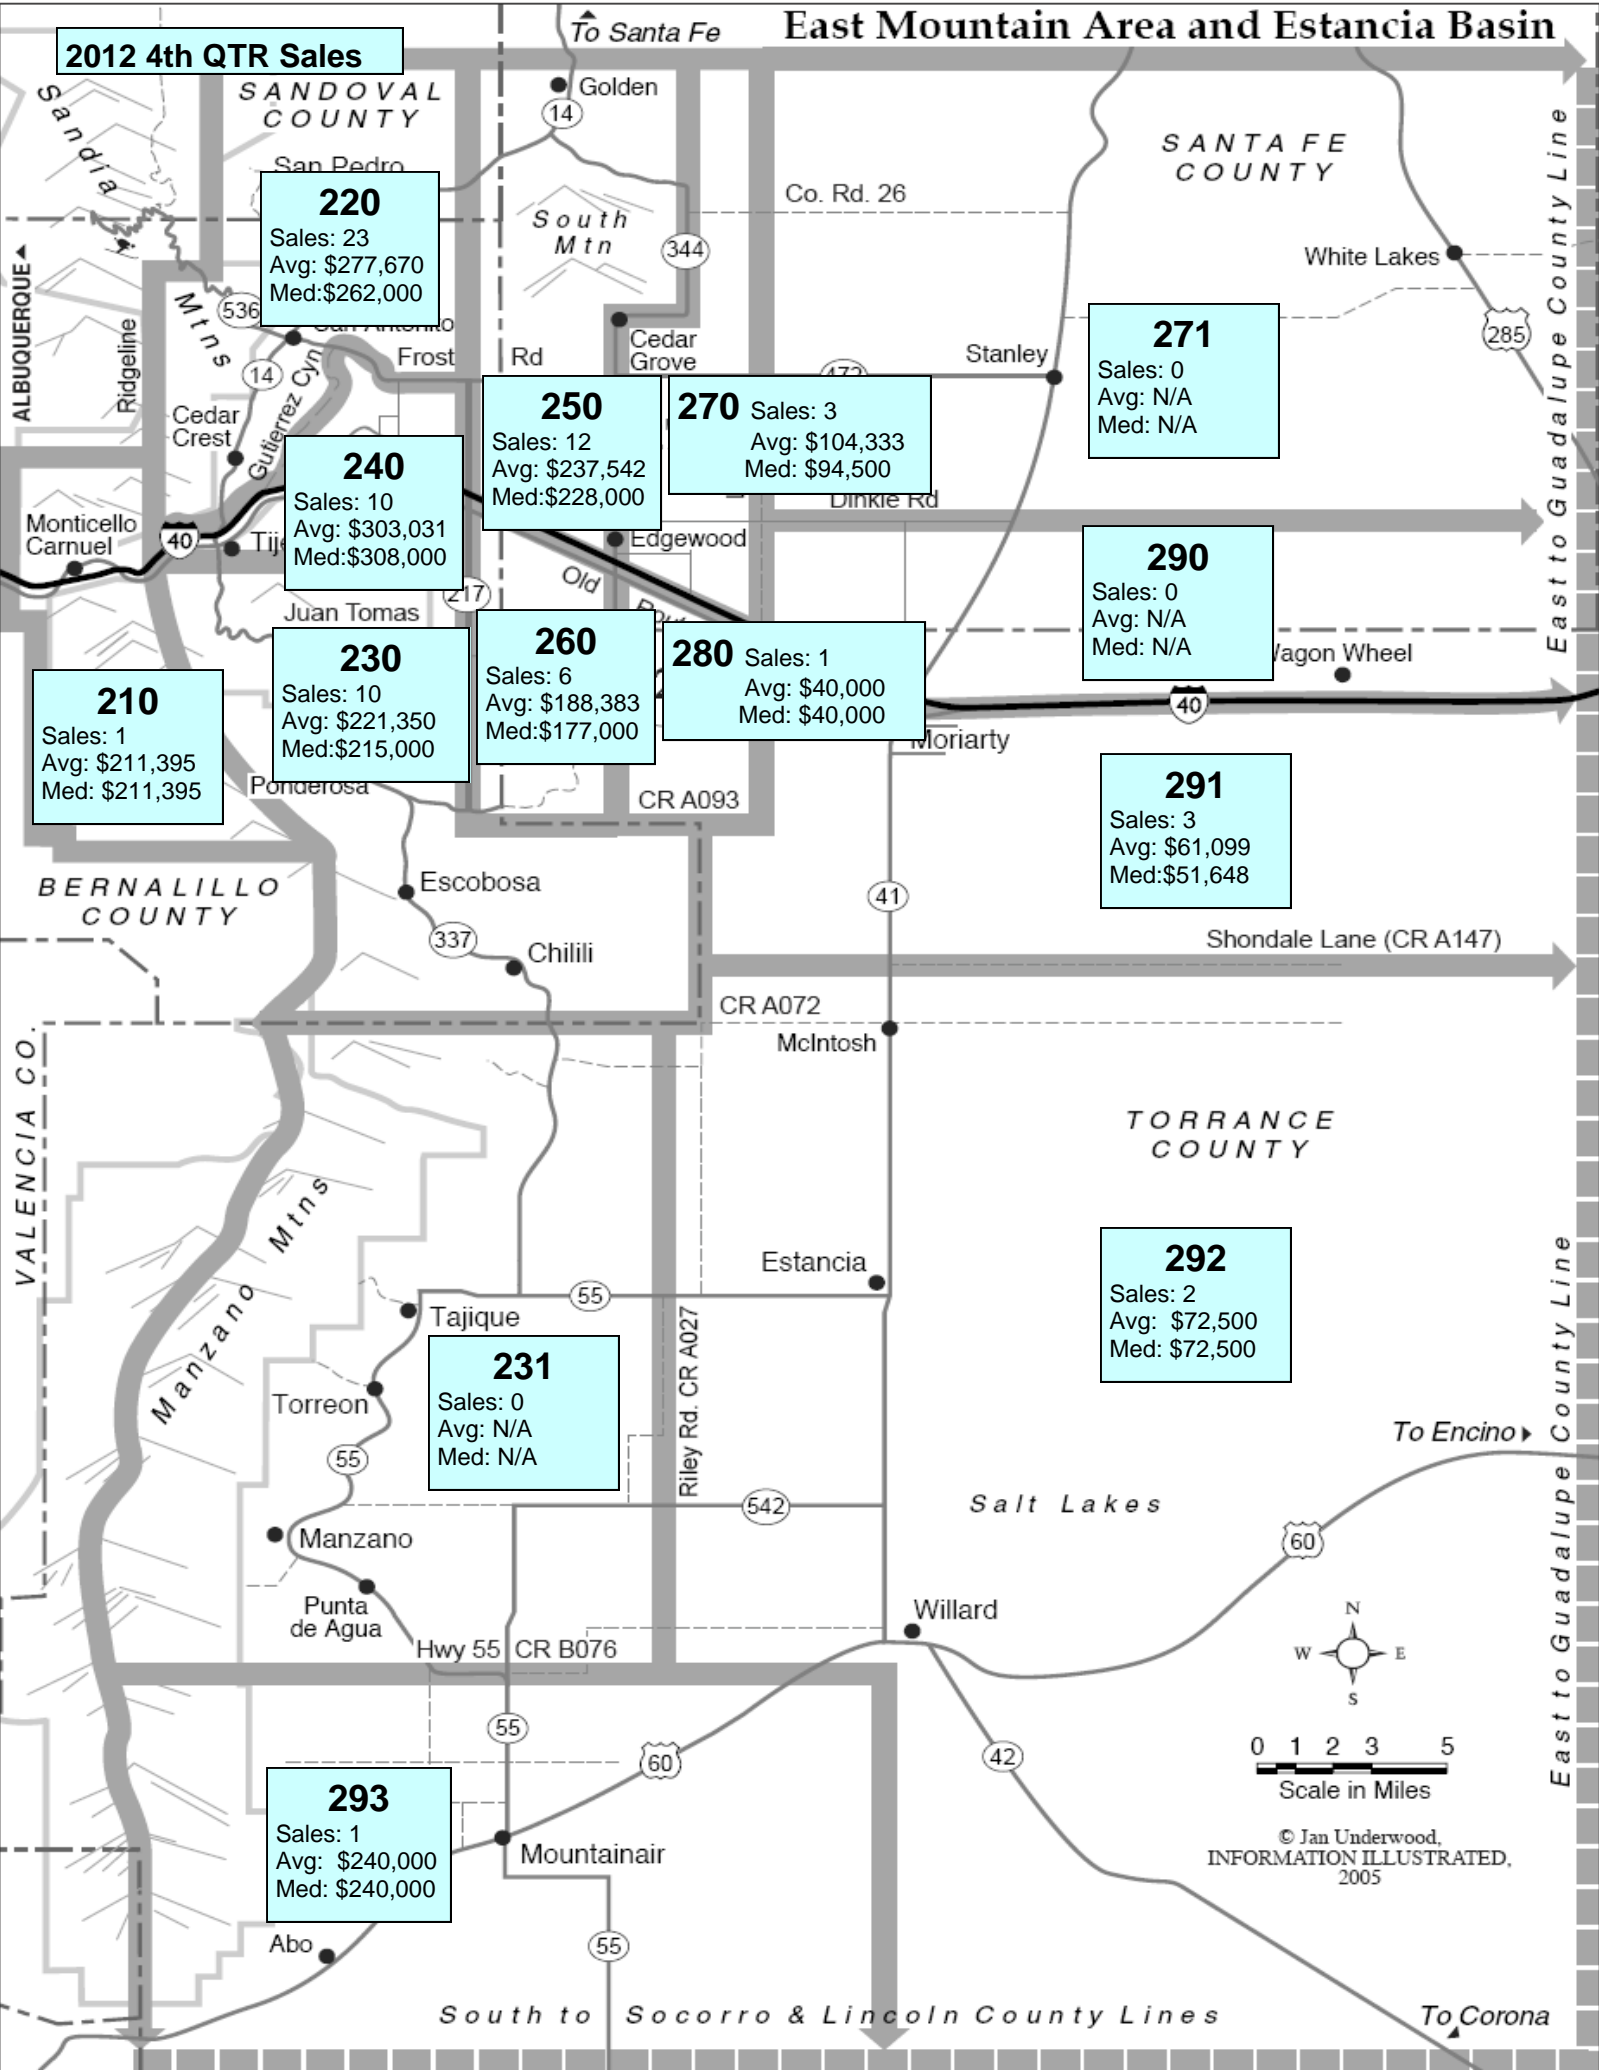 To Santa Fe
East Mountain Area and Estancia Basin
2012 4th QTR Sales
SANDOVAL
COUNTY
Golden
14
Sandia
Mtns
SANTA FE
COUNTY
San Pedro
220
Sales: 23
Avg: $277,670
Med:$262,000
South
Mtn
Co. Rd. 26
344
White Lakes
285
ALBUQUERQUE
Ridgeline
536
Cedar
Grove
Frost Rd
Stanley
14
Gutierrez Cyn
Cedar
Crest
271
Sales: 0
Avg: N/A
Med: N/A
250
Sales: 12
Avg: $237,542
Med:$228,000
270 Sales: 3
Avg: $104,333
Med: $94,500
240
Sales: 10
Avg: $303,031
Med:$308,000
Dinkle Rd
Monticello
Carnuel
40
Edgewood
Old
217
Juan Tomas
290
Sales: 0
Avg: N/A
Med: N/A
East to Guadalupe County Line
230
Sales: 10
Avg: $221,350
Med:$215,000
260
Sales: 6
Avg: $188,383
Med:$177,000
280 Sales: 1
Avg: $40,000
Med: $40,000
Wagon Wheel
40
210
Sales: 1
Avg: $211,395
Med: $211,395
Moriarty
Ponderosa
CR A093
291
Sales: 3
Avg: $61,099
Med:$51,648
BERNALILLO
COUNTY
Escobosa
41
337
Chilili
Shondale Lane (CR A147)
CR A072
McIntosh
VALENCIA CO.
TORRANCE
COUNTY
Manzano Mtns
Estancia
292
Sales: 2
Avg: $72,500
Med: $72,500
55
Tajique
Riley Rd. CR A027
231
Sales: 0
Avg: N/A
Med: N/A
Torreon
55
To Encino
East to Guadalupe County Line
Salt Lakes
542
60
Manzano
Punta
de Agua
Willard
Hwy 55 CR B076
N
W E
S
55
60
42
0 1 2 3 5
Scale in Miles
293
Sales: 1
Avg: $240,000
Med: $240,000
Mountainair
© Jan Underwood,
INFORMATION ILLUSTRATED,
2005
Abo
55
South to Socorro & Lincoln County Lines
To Corona